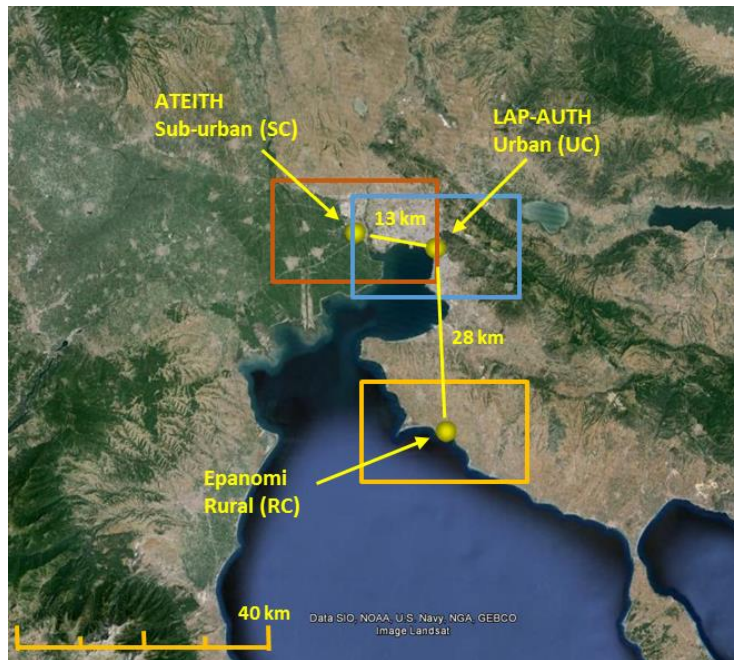 ATEITH
Sub-urban (SC)
LAP-AUTH
Urban (UC)
13 km
28 km
Epanomi
Rural (RC)
40 km
Data SIO, NOAA, U.S. Navy, NGA, GEBCO
Image Landsat